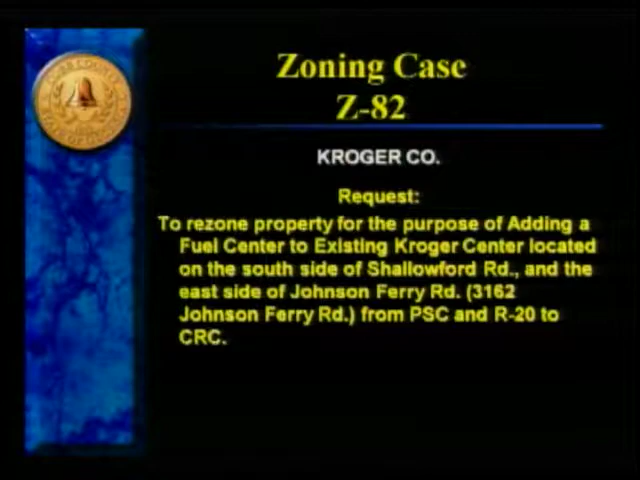 Zoning Case
Z-82
KROGER CO.
Request:
To rezone property for the purpose of Adding a
Fuel Center to Existing Kroger Center located
on the south side of Shallowford Rd., and the
east side of Johnson Ferry Rd. (3162
Johnson Ferry Rd.) from PSC and R-20 to
CRC.